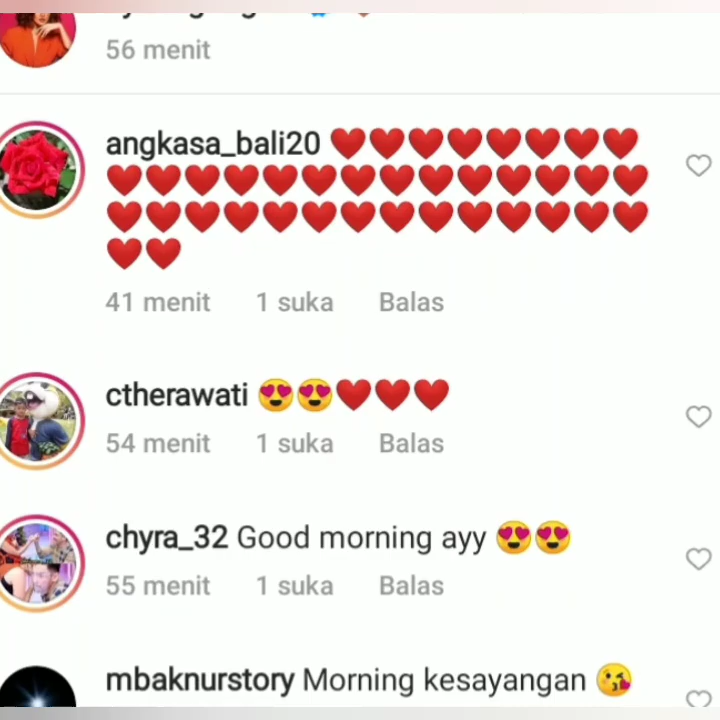 56 menit
angkasa_bali20 ❤️❤️❤️❤️❤️❤️❤️❤️
❤️❤️❤️❤️❤️❤️❤️❤️❤️❤️❤️❤️❤️❤️
❤️❤️❤️❤️❤️❤️❤️❤️❤️❤️❤️❤️❤️❤️
❤️❤️
41 menit 1 suka Balas
ctherawati 😍😍❤️❤️❤️
54 menit 1 suka Balas
chyra_32 Good morning ayy 😍😍
55 menit 1 suka Balas
mbaknurstory Morning kesayangan 😘